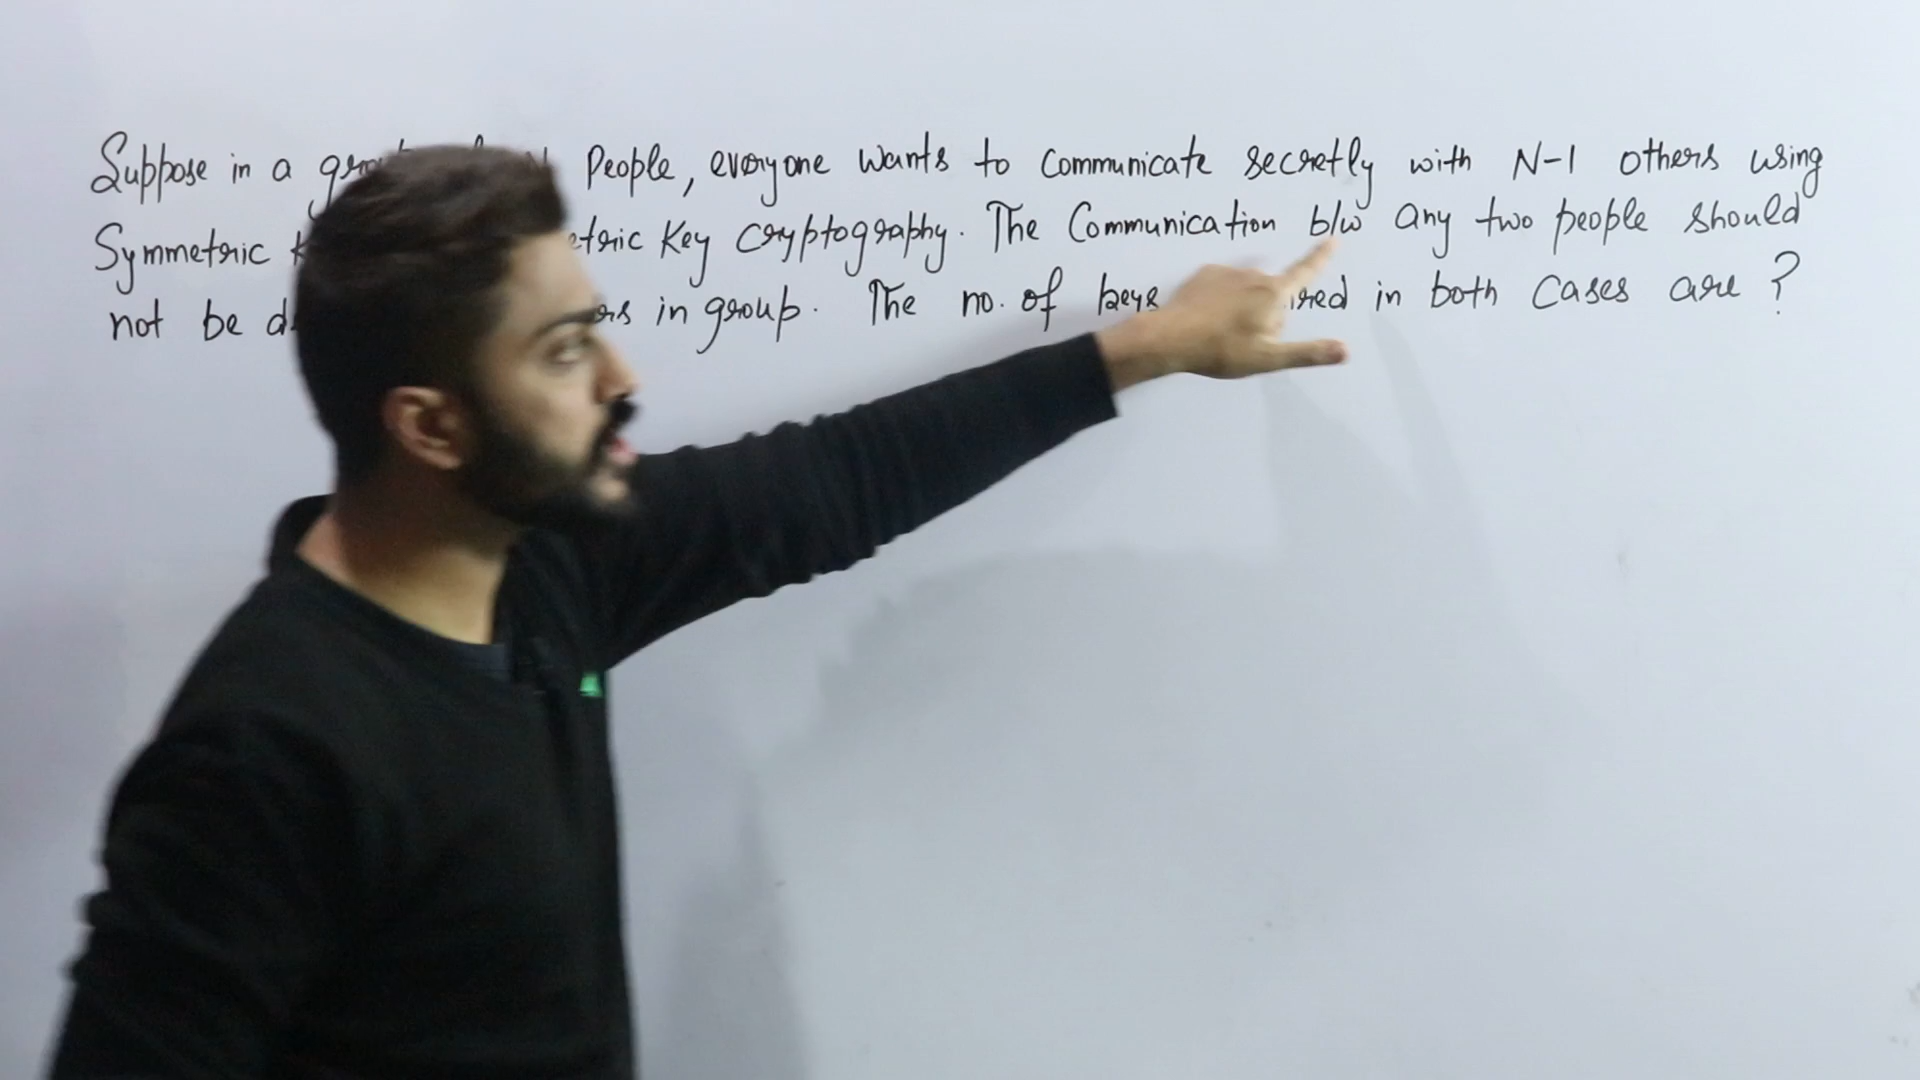 Suppose in a People, everyone wants to communicate secretly with N-1 others using
Symmetric Key cryptography. The Communication b/w any two people should
not be in group. The no. of keys in both cases are ?